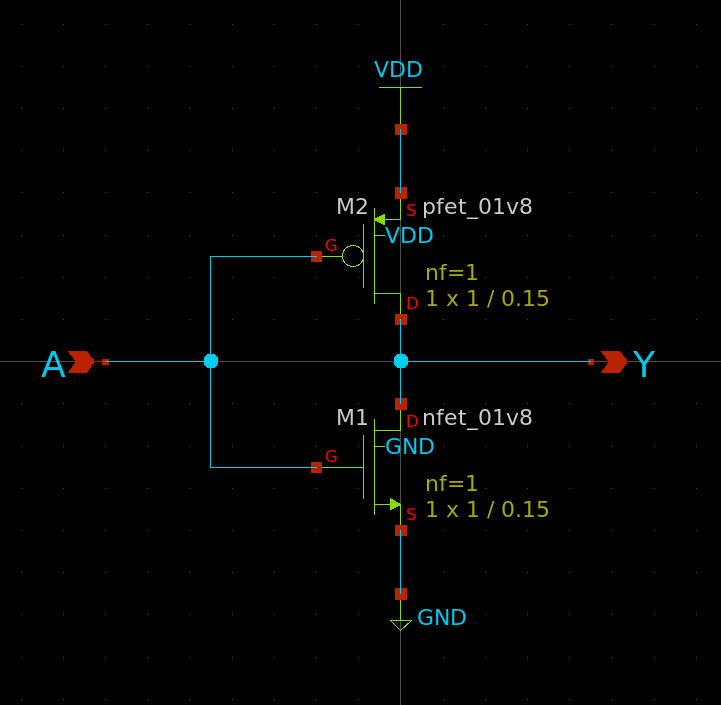 VDD
M2
S
pfet_01v8
VDD
G
nf=1
1 x 1 / 0.15
D
A
Y
M1
D
nfet_01v8
GND
G
nf=1
1 x 1 / 0.15
S
GND